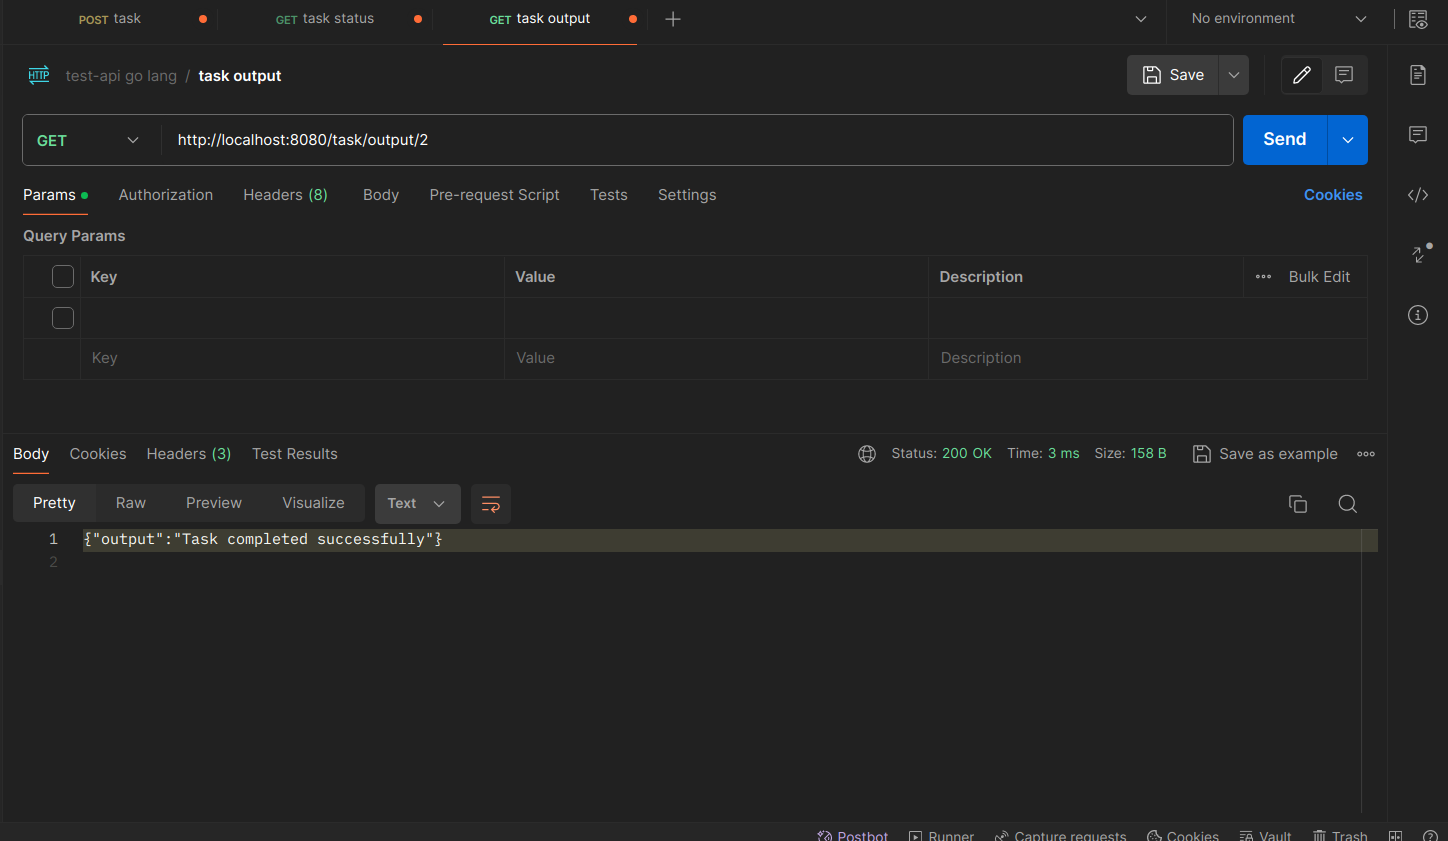 POST task GET task status GET task output No environment
HTTP test-api go lang / task output Save
GET http://localhost:8080/task/output/2 Send
Params Authorization Headers (8) Body Pre-request Script Tests Settings Cookies
Query Params
Key Value Description Bulk Edit
Key Value Description
Body Cookies Headers (3) Test Results Status: 200 OK Time: 3 ms Size: 158 B Save as example
Pretty Raw Preview Visualize Text
1 {"output":"Task completed successfully"}
2
Postbot Runner Capture requests Cookies Vault Trash